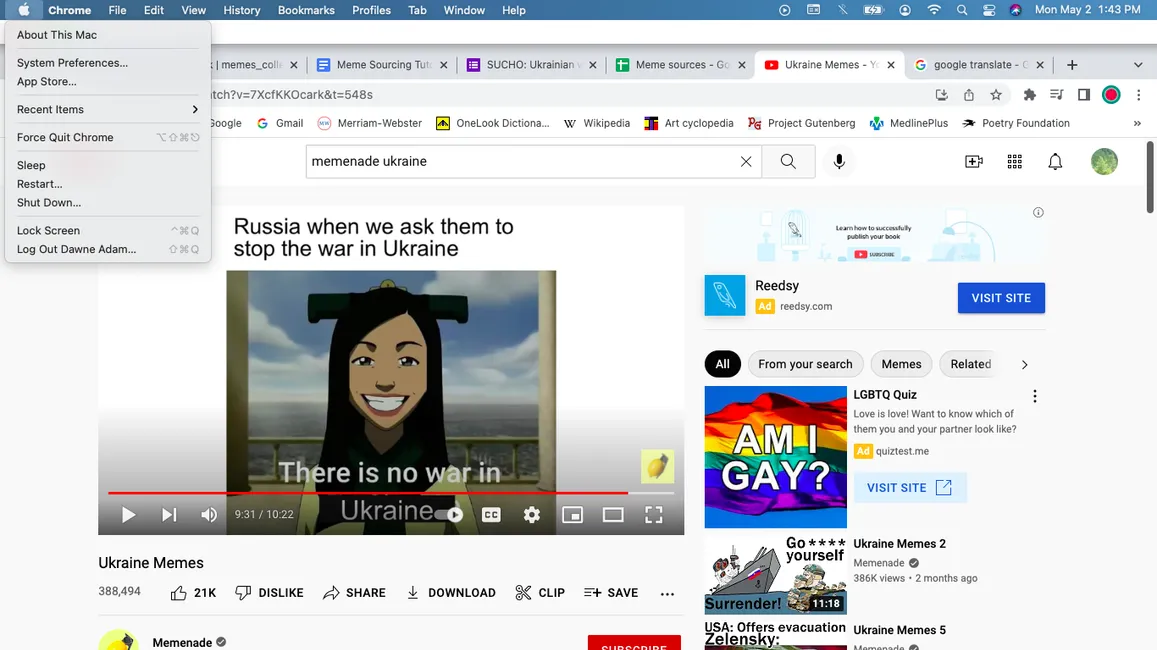 Chrome File Edit View History Bookmarks Profiles Tab Window Help Mon May 2 1:43 PM
About This Mac
System Preferences...
App Store...
Recent Items
Force Quit Chrome
Sleep
Restart...
Shut Down...
Lock Screen
Log Out Dawne Adam...
| memes_colle Meme Sourcing Tut SUCHO: Ukrainian Meme sources - Go Ukraine Memes - Yo google translate - G
tch?v=7XcfKKOcark&t=548s
Google Gmail Merriam-Webster OneLook Dictiona... Wikipedia Art cyclopedia Project Gutenberg MedlinePlus Poetry Foundation
memenade ukraine
Russia when we ask them to
stop the war in Ukraine
There is no war in
Ukraine
9:31 / 10:22
CC
Ukraine Memes
388,494 21K DISLIKE SHARE DOWNLOAD CLIP SAVE
Memenade
SUBSCRIBE
Learn how to successfully
publish your book
SUBSCRIBE
Reedsy
Ad reedsy.com
VISIT SITE
All From your search Memes Related
AM I
GAY?
LGBTQ Quiz
Love is love! Want to know which of
them you and your partner look like?
Ad quiztest.me
VISIT SITE
Go ****
yourself
Surrender!
11:18
Ukraine Memes 2
Memenade
386K views • 2 months ago
USA: Offers evacuation
Zelensky:
Ukraine Memes 5
Memenade